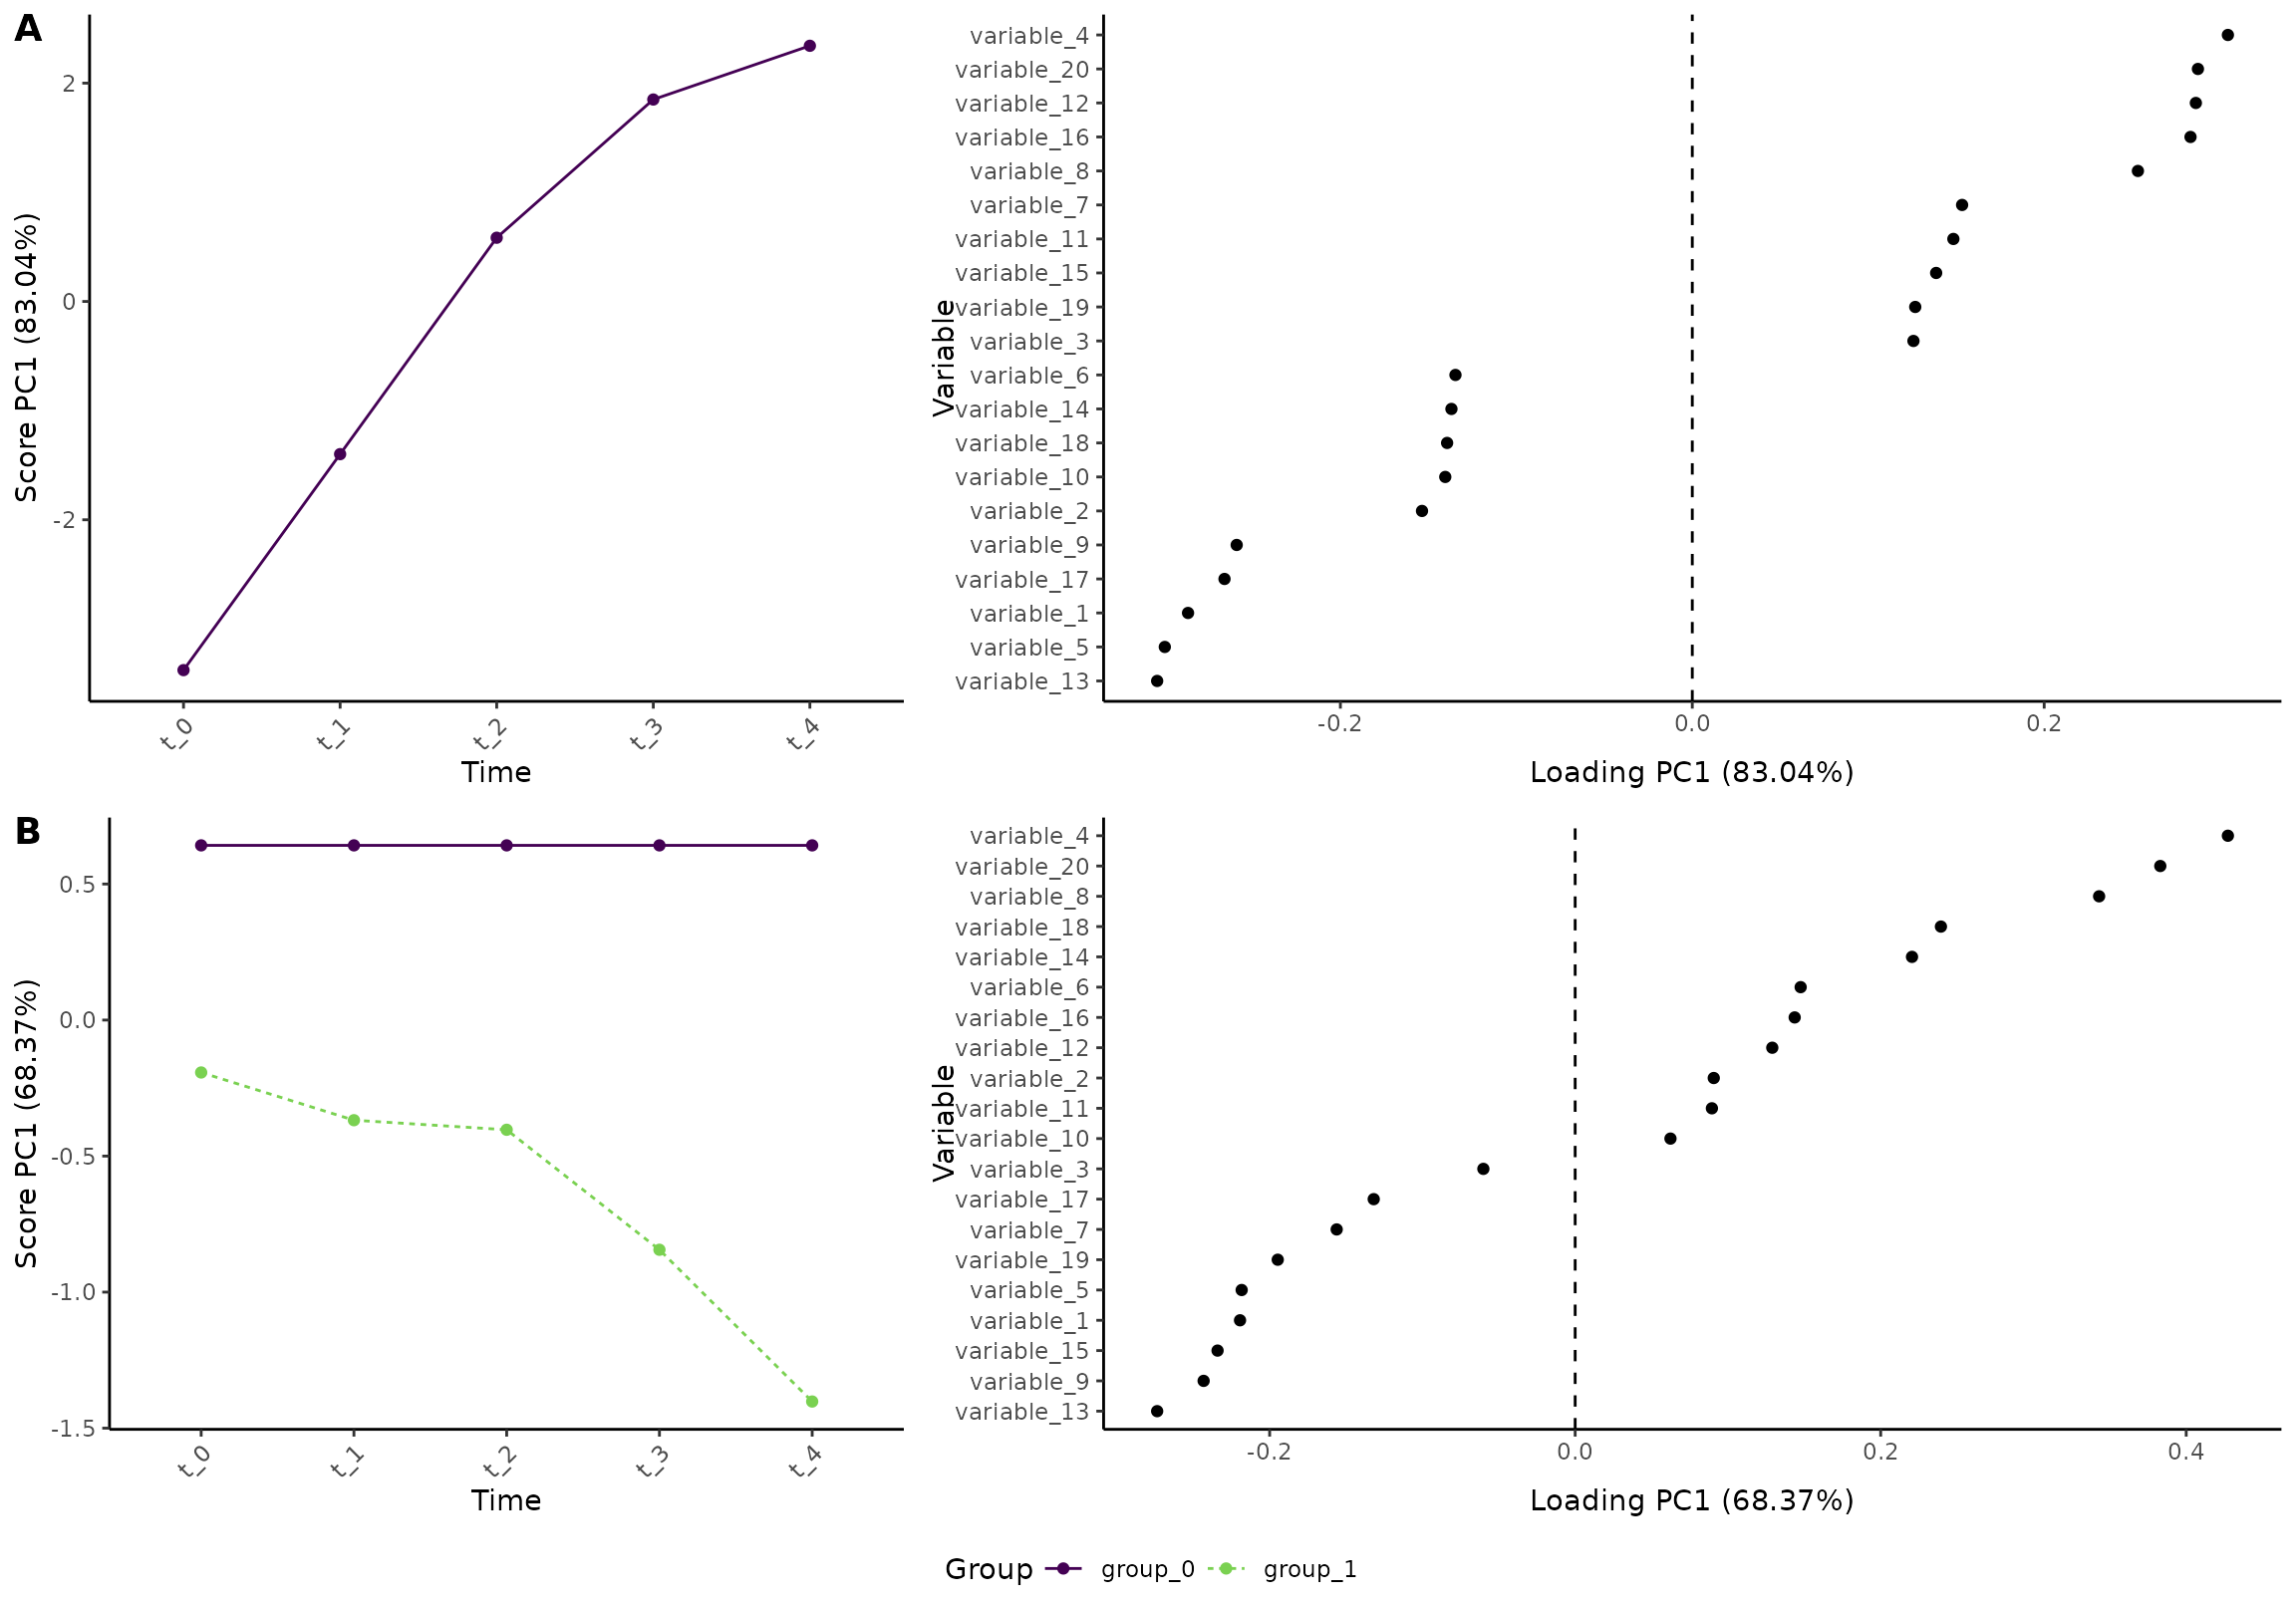 A
Score PC1 (83.04%)
2
0
-2
t_0
t_1
t_2
t_3
t_4
Time
Variable
variable_4
variable_20
variable_12
variable_16
variable_8
variable_7
variable_11
variable_15
variable_19
variable_3
variable_6
variable_14
variable_18
variable_10
variable_2
variable_9
variable_17
variable_1
variable_5
variable_13
-0.2
0.0
0.2
Loading PC1 (83.04%)
B
Score PC1 (68.37%)
0.5
0.0
-0.5
-1.0
-1.5
t_0
t_1
t_2
t_3
t_4
Time
Variable
variable_4
variable_20
variable_8
variable_18
variable_14
variable_6
variable_16
variable_12
variable_2
variable_11
variable_10
variable_3
variable_17
variable_7
variable_19
variable_5
variable_1
variable_15
variable_9
variable_13
-0.2
0.0
0.2
0.4
Loading PC1 (68.37%)
Group group_0 group_1